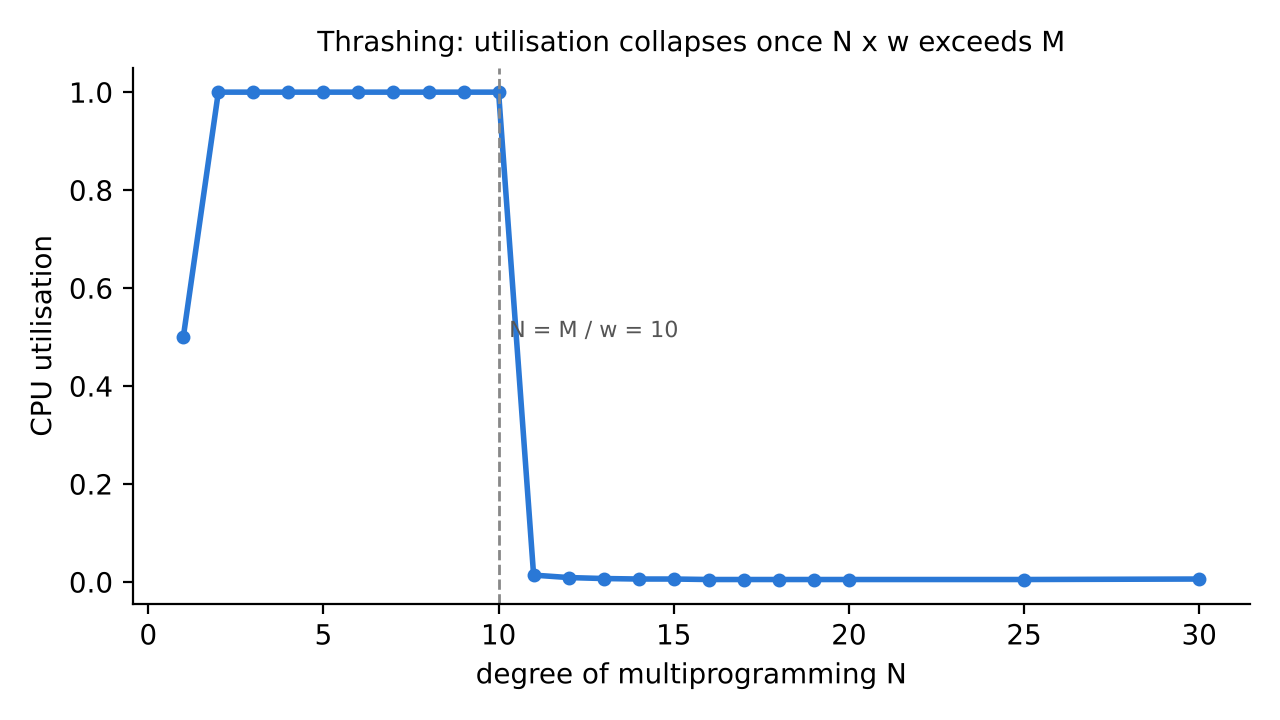 Thrashing: utilisation collapses once N x w exceeds M
CPU utilisation
1.0
0.8
0.6
0.4
0.2
0.0
N = M / w = 10
0 5 10 15 20 25 30
degree of multiprogramming N